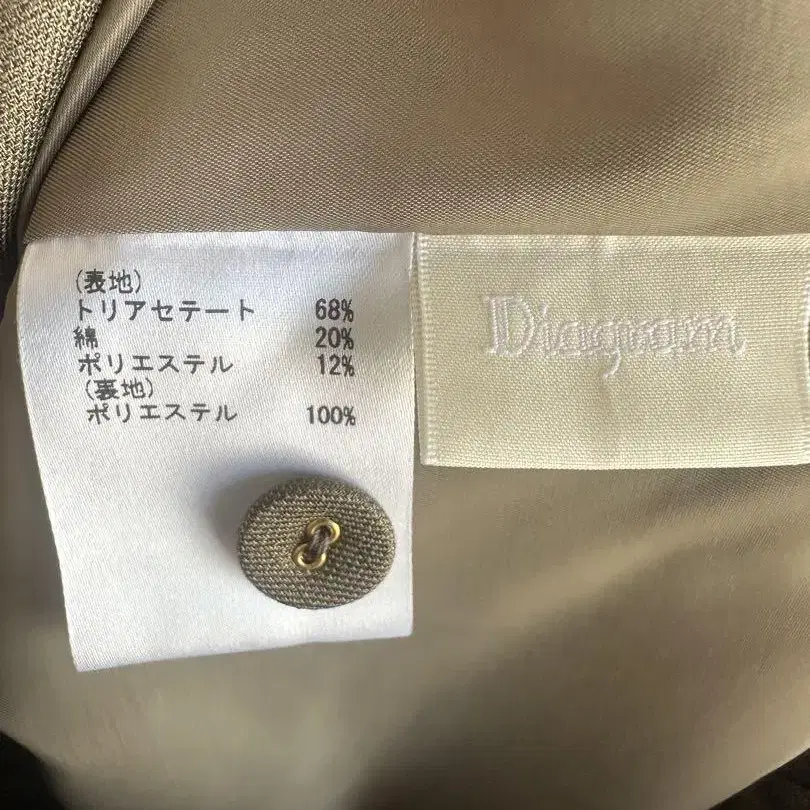 (表地)
トリアセテート 68%
綿 20%
ポリエステル 12%
(裏地)
ポリエステル 100%
Diagram